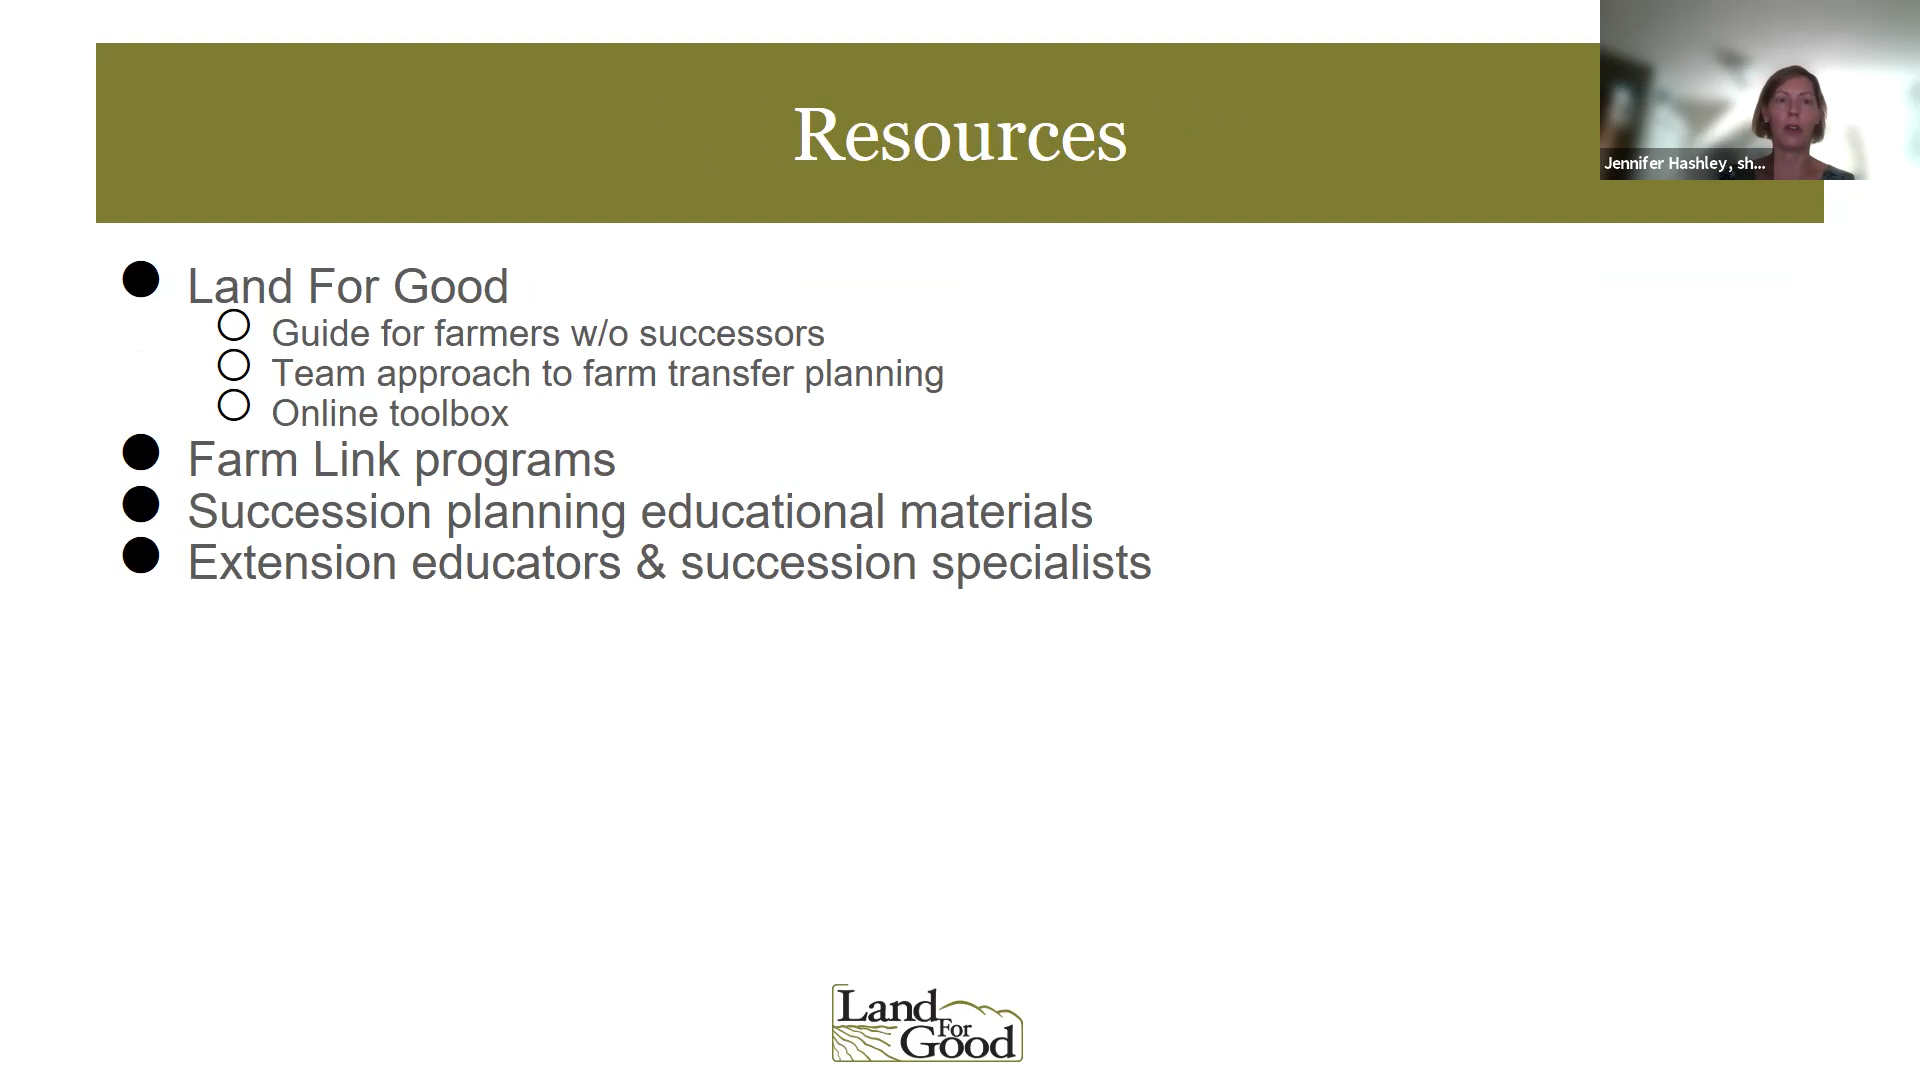 Resources
Jennifer Hashley, sh...
Land For Good
Guide for farmers w/o successors
Team approach to farm transfer planning
Online toolbox
Farm Link programs
Succession planning educational materials
Extension educators & succession specialists
Land
For
Good